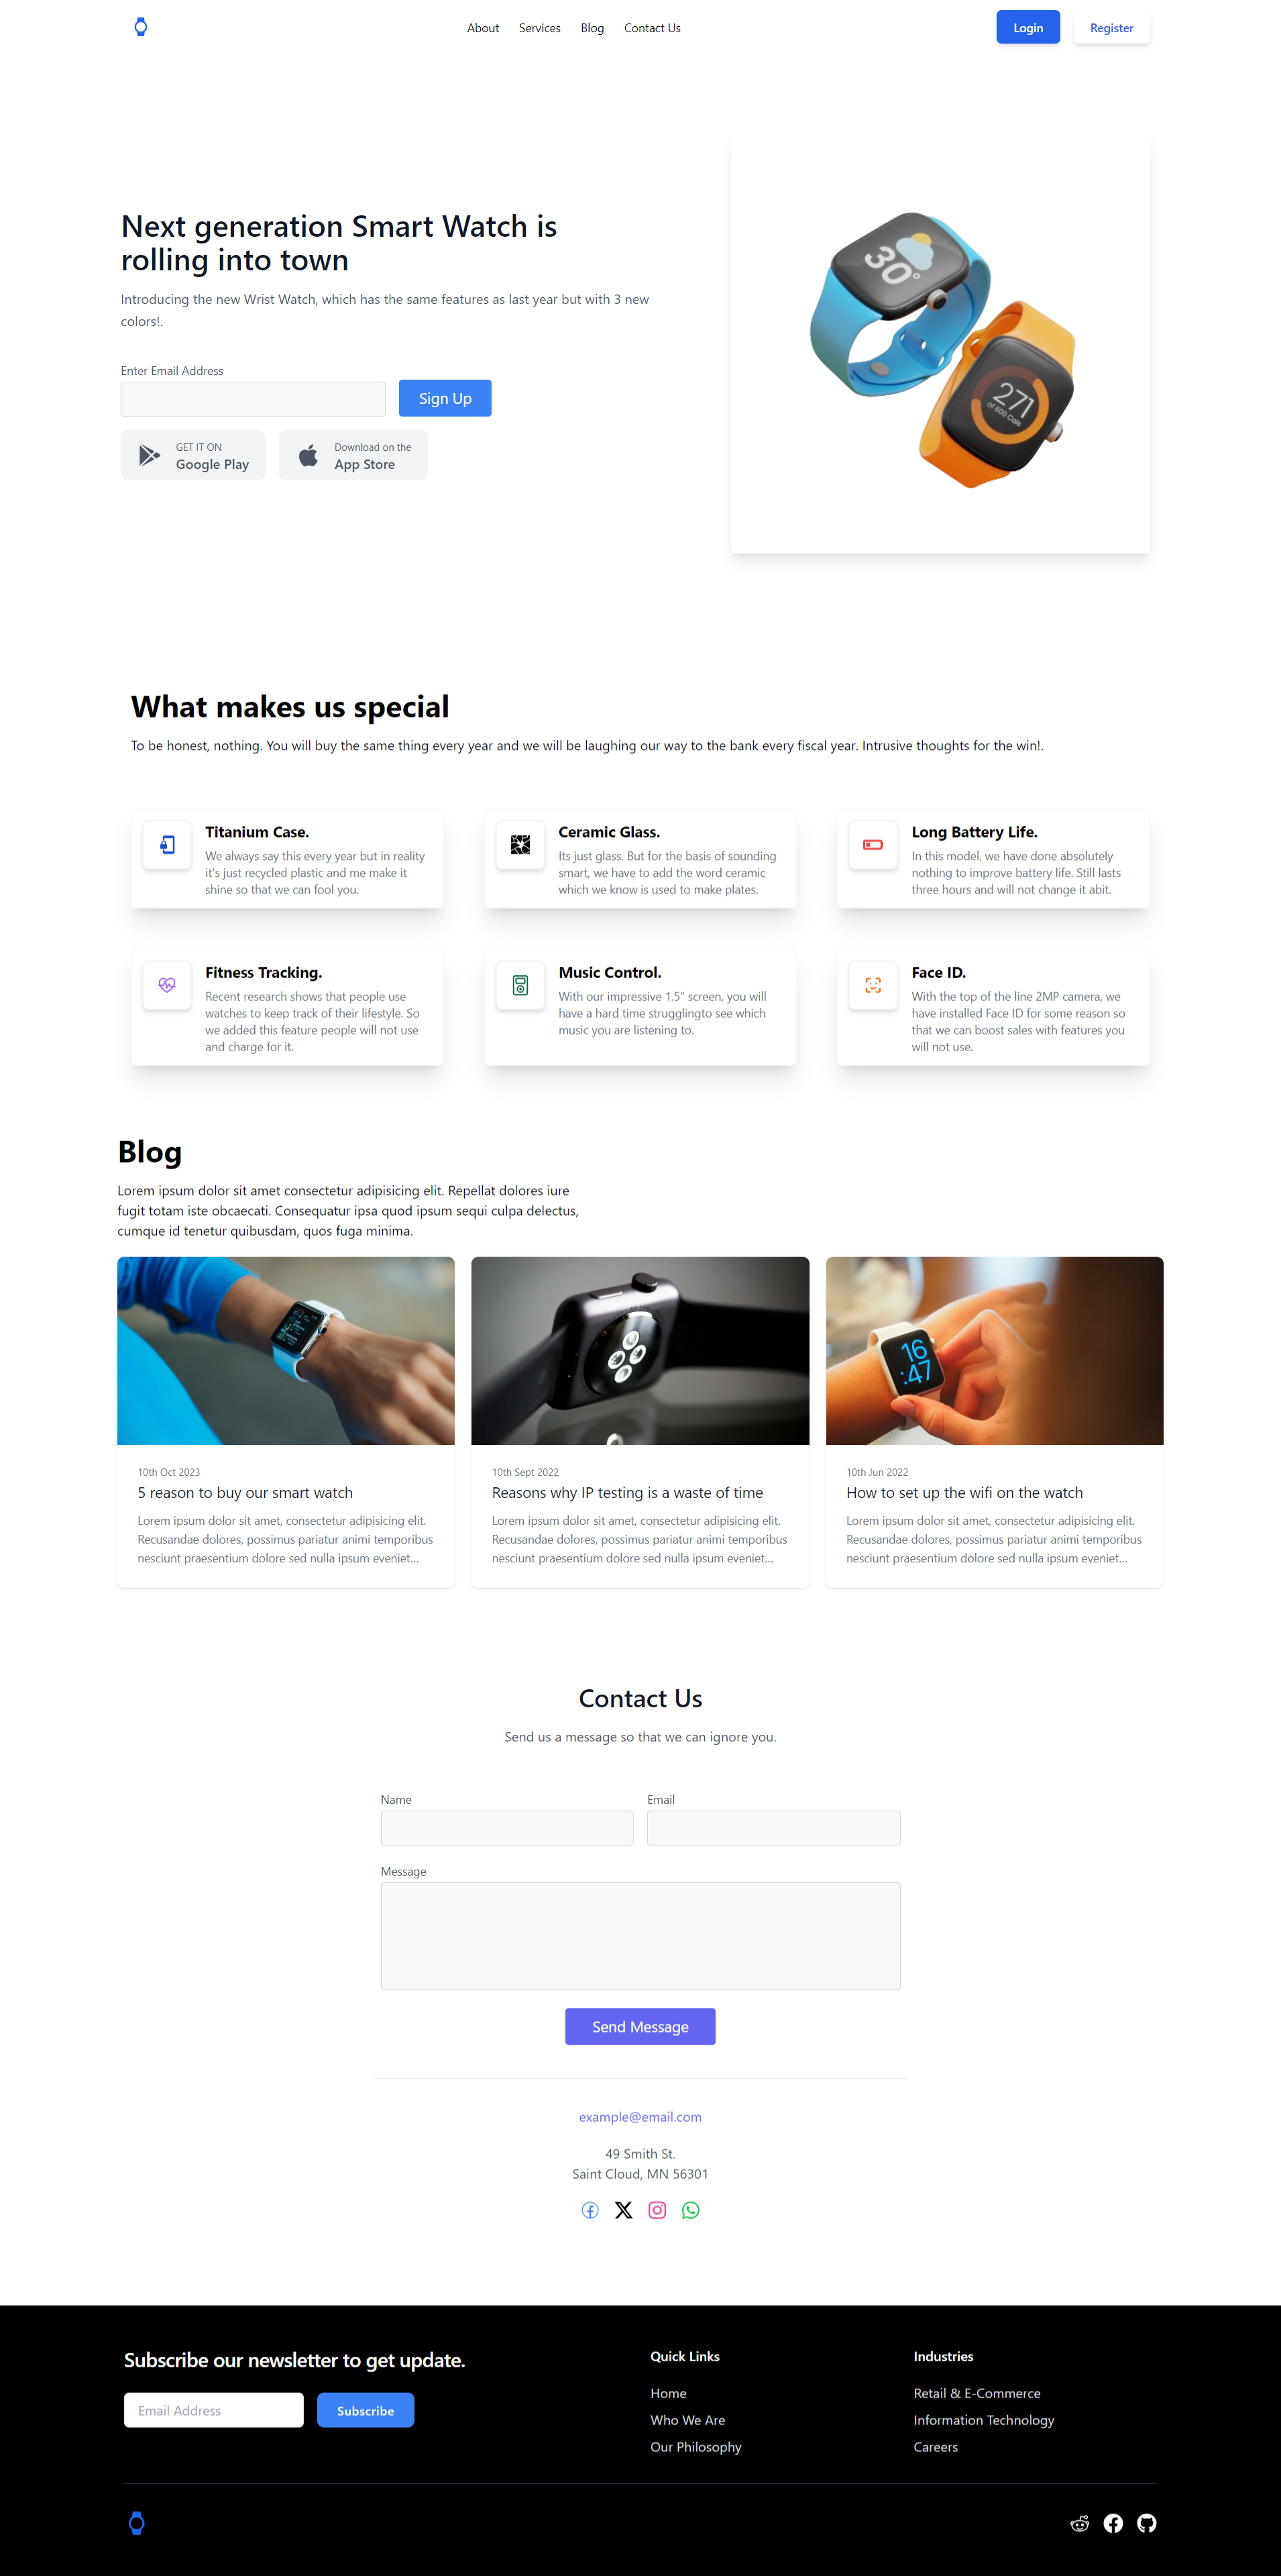 About
Services
Blog
Contact Us
Login
Register
Next generation Smart Watch is
rolling into town
Introducing the new Wrist Watch, which has the same features as last year but with 3 new
colors!.
Enter Email Address
Sign Up
GET IT ON
Google Play
Download on the
App Store
30°
271
of 600 Cals
What makes us special
To be honest, nothing. You will buy the same thing every year and we will be laughing our way to the bank every fiscal year. Intrusive thoughts for the win!.
Titanium Case.
We always say this every year but in reality
it's just recycled plastic and me make it
shine so that we can fool you.
Ceramic Glass.
Its just glass. But for the basis of sounding
smart, we have to add the word ceramic
which we know is used to make plates.
Long Battery Life.
In this model, we have done absolutely
nothing to improve battery life. Still lasts
three hours and will not change it abit.
Fitness Tracking.
Recent research shows that people use
watches to keep track of their lifestyle. So
we added this feature people will not use
and charge for it.
Music Control.
With our impressive 1.5" screen, you will
have a hard time strugglingto see which
music you are listening to.
Face ID.
With the top of the line 2MP camera, we
have installed Face ID for some reason so
that we can boost sales with features you
will not use.
Blog
Lorem ipsum dolor sit amet consectetur adipisicing elit. Repellat dolores iure
fugit totam iste obcaecati. Consequatur ipsa quod ipsum sequi culpa delectus,
cumque id tenetur quibusdam, quos fuga minima.
16
:47
10th Oct 2023
5 reason to buy our smart watch
Lorem ipsum dolor sit amet, consectetur adipisicing elit.
Recusandae dolores, possimus pariatur animi temporibus
nesciunt praesentium dolore sed nulla ipsum eveniet...
10th Sept 2022
Reasons why IP testing is a waste of time
Lorem ipsum dolor sit amet, consectetur adipisicing elit.
Recusandae dolores, possimus pariatur animi temporibus
nesciunt praesentium dolore sed nulla ipsum eveniet...
10th Jun 2022
How to set up the wifi on the watch
Lorem ipsum dolor sit amet, consectetur adipisicing elit.
Recusandae dolores, possimus pariatur animi temporibus
nesciunt praesentium dolore sed nulla ipsum eveniet...
Contact Us
Send us a message so that we can ignore you.
Name
Email
Message
Send Message
example@email.com
49 Smith St.
Saint Cloud, MN 56301
Subscribe our newsletter to get update.
Email Address
Subscribe
Quick Links
Home
Who We Are
Our Philosophy
Industries
Retail & E-Commerce
Information Technology
Careers